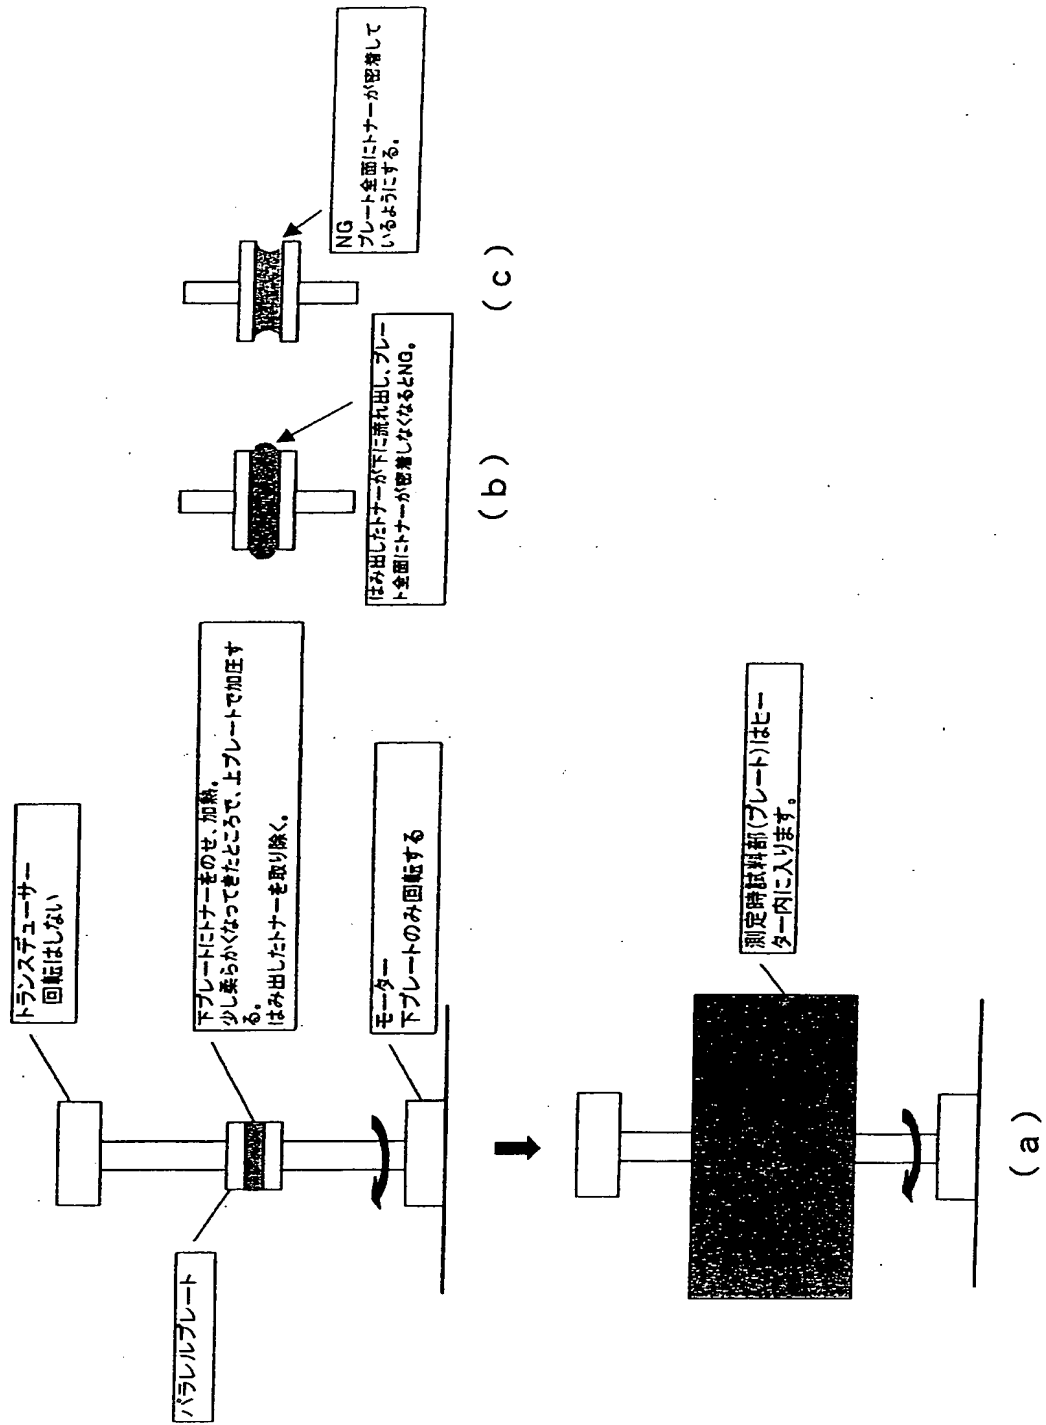 トランスデューサー
回転はしない
パラレルプレート
下プレートにトナーをのせ、加熱。
少し柔らかくなってきたところで、上プレートで加圧す
る。
はみ出したトナーを取り除く。
モーター
下プレートのみ回転する
測定時試料部(プレート)はヒー
ター内に入ります。
(a)
はみ出したトナーが下に流れ出し、プレー
ト全面にトナーが密着しなくなるとNG。
(b)
NG
プレート全面にトナーが密着して
いるようにする。
(c)